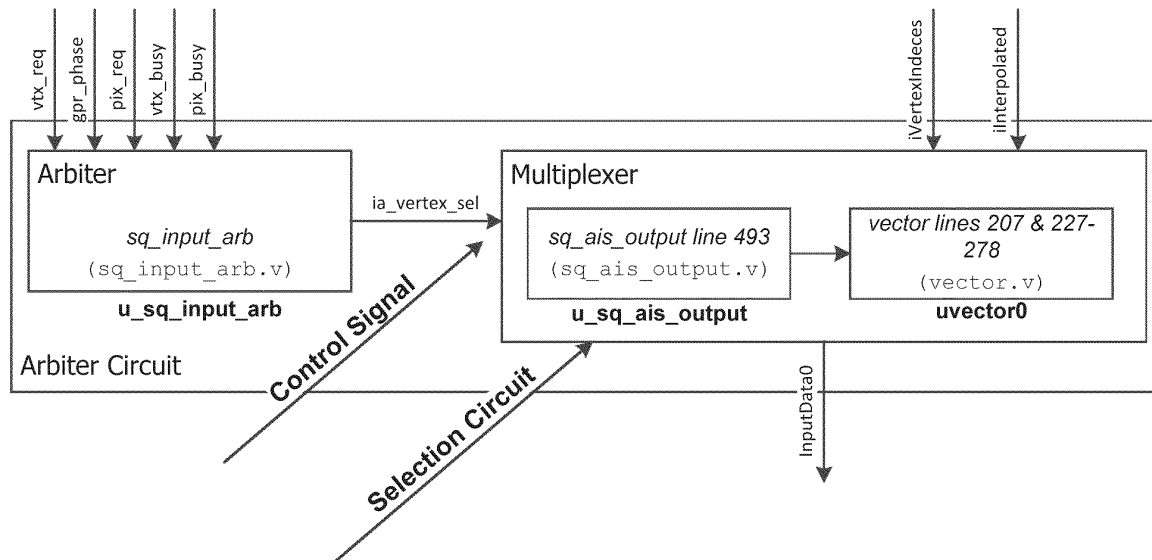 vtx_req
gpr_phase
pix_req
vtx_busy
pix_busy
iVertexIndeces
iInterpolated
Arbiter
sq_input_arb
(sq_input_arb.v)
u_sq_input_arb
Arbiter Circuit
ia_vertex_sel
Control Signal
Selection Circuit
Multiplexer
sq_ais_output line 493
(sq_ais_output.v)
u_sq_ais_output
vector lines 207 & 227-
278
(vector.v)
uvector0
InputData0